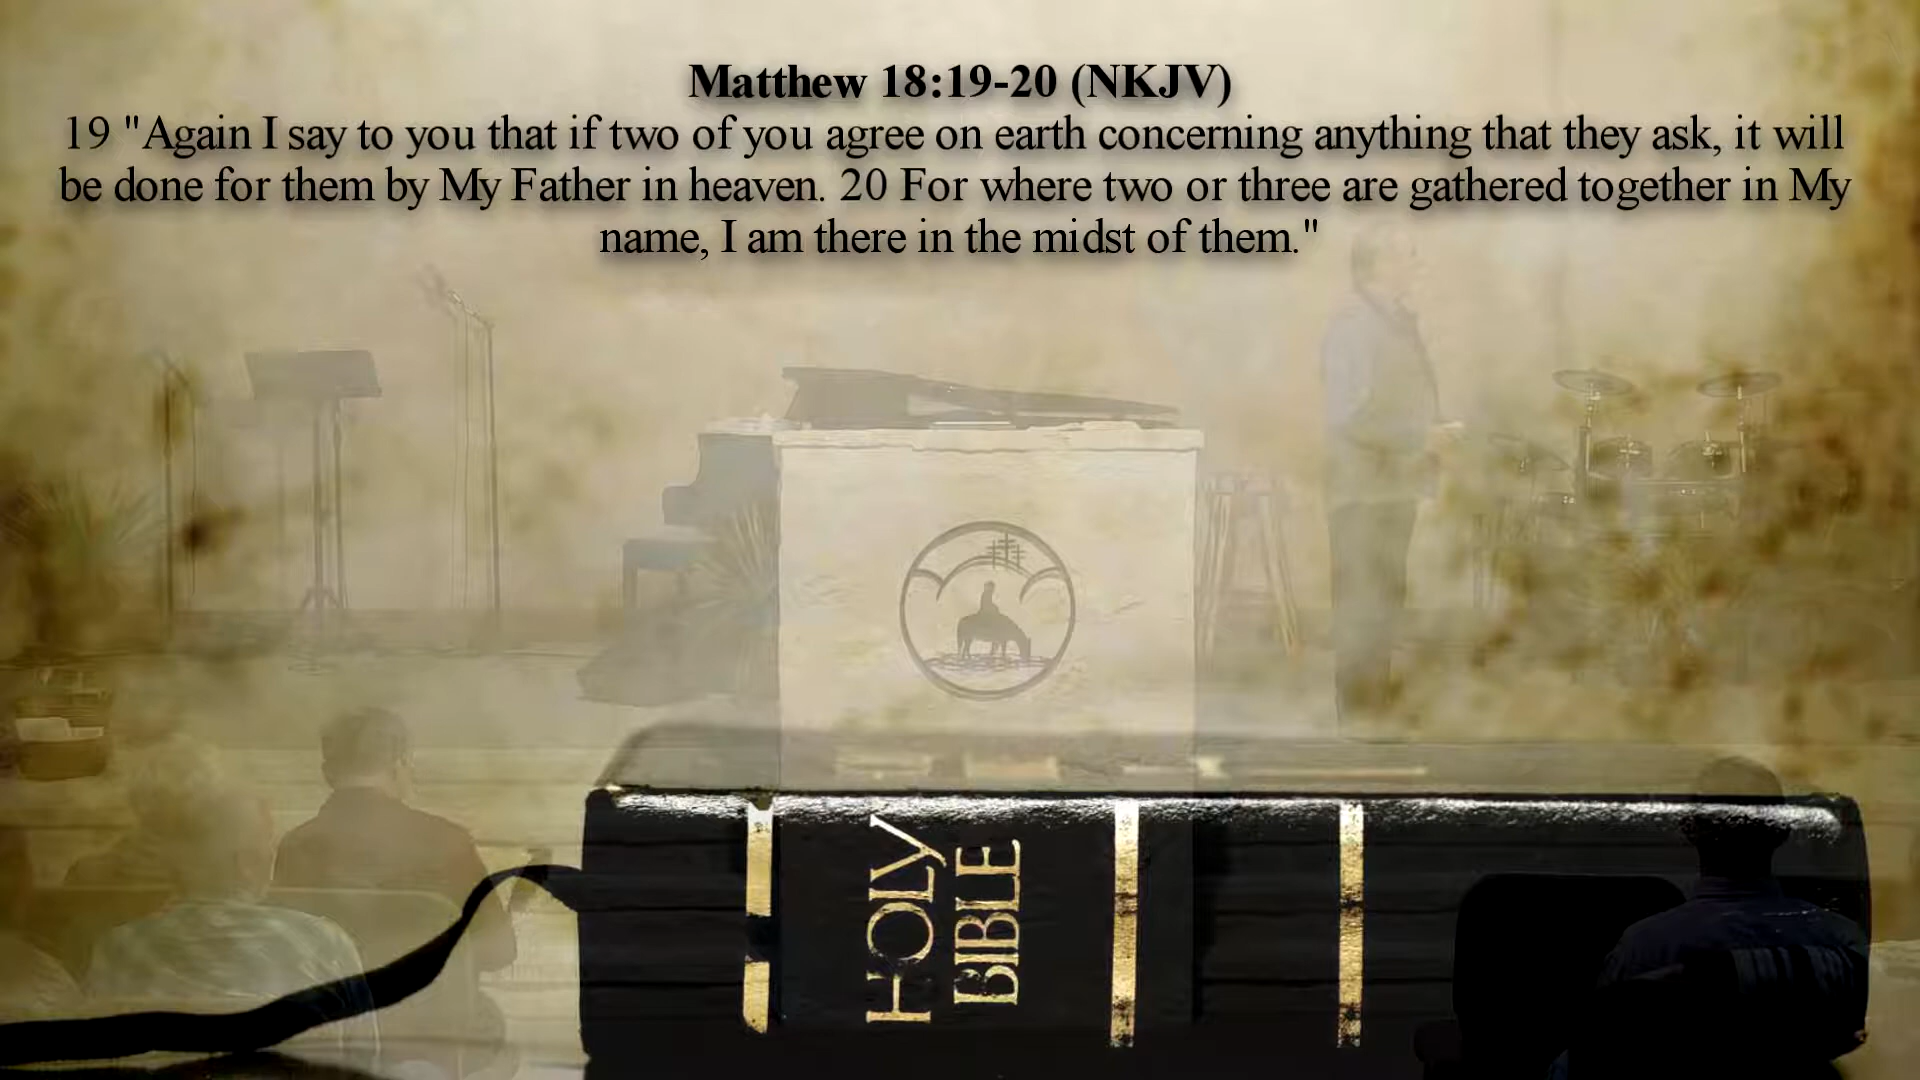 Matthew 18:19-20 (NKJV)
19 "Again I say to you that if two of you agree on earth concerning anything that they ask, it will
be done for them by My Father in heaven. 20 For where two or three are gathered together in My
name, I am there in the midst of them."
HOLY
BIBLE